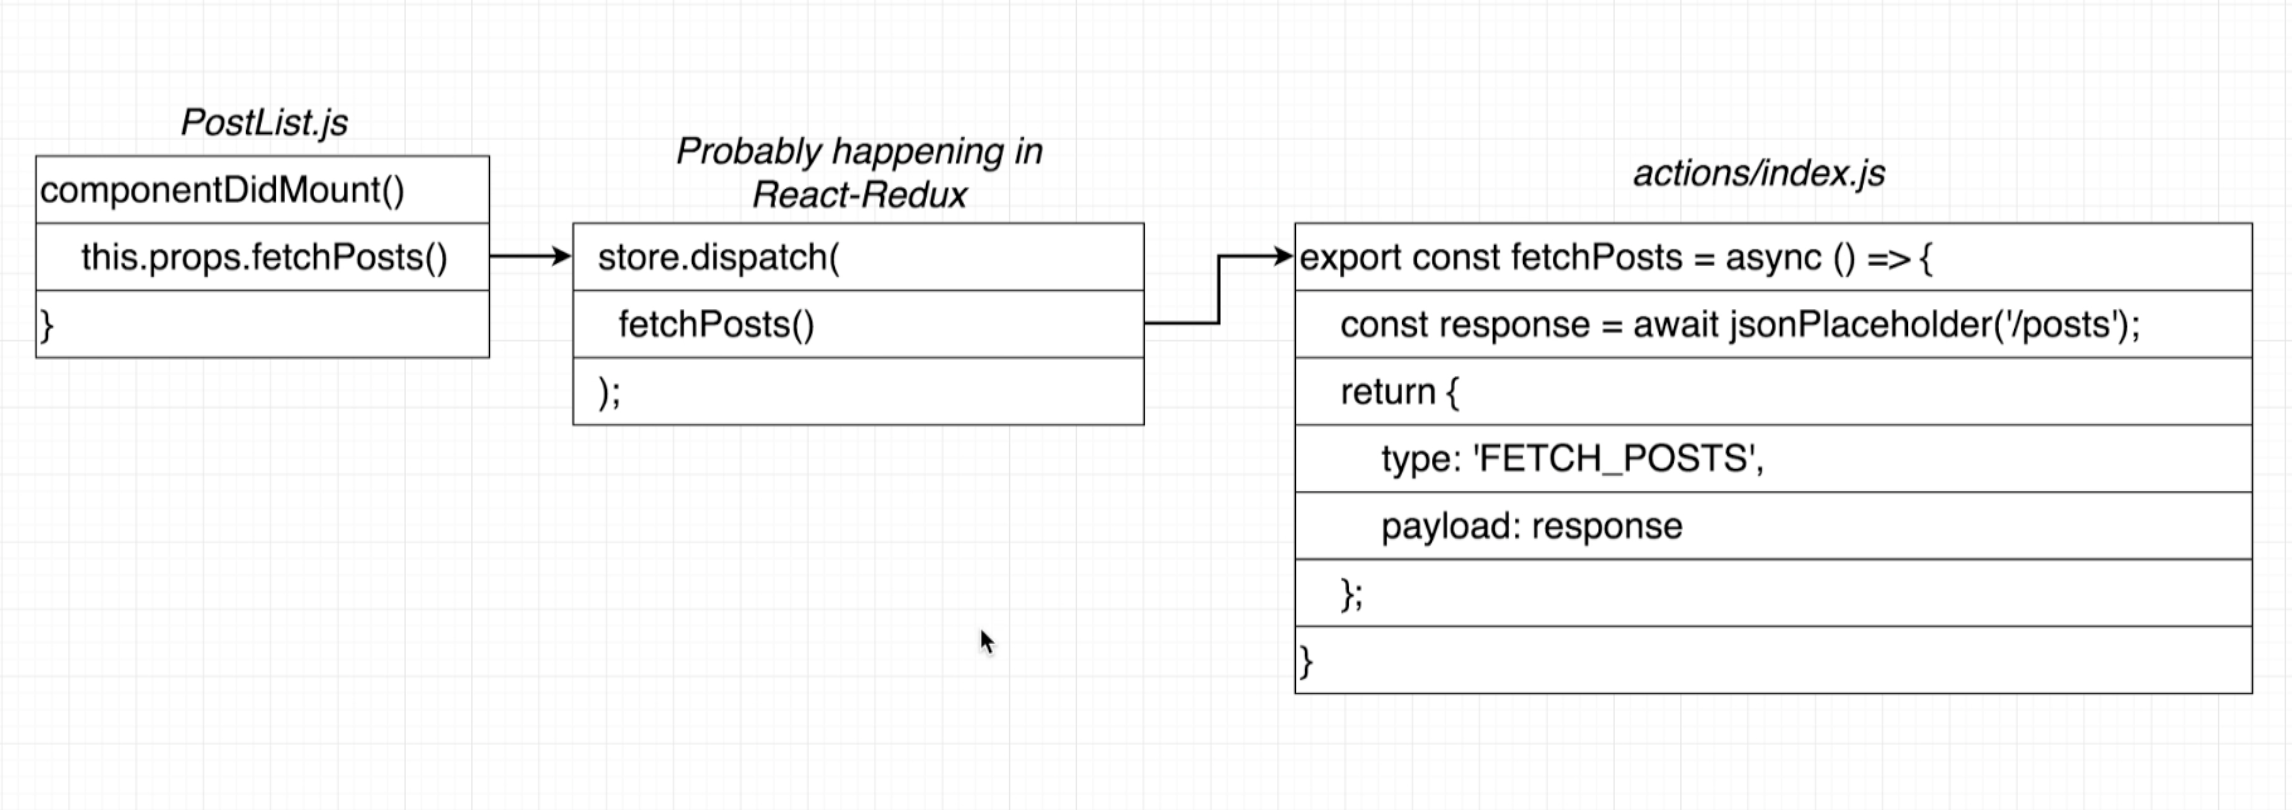 PostList.js
componentDidMount()
this.props.fetchPosts()
}
Probably happening in
React-Redux
store.dispatch(
fetchPosts()
);
actions/index.js
export const fetchPosts = async () => {
const response = await jsonPlaceholder('/posts');
return {
type: 'FETCH_POSTS',
payload: response
};
}